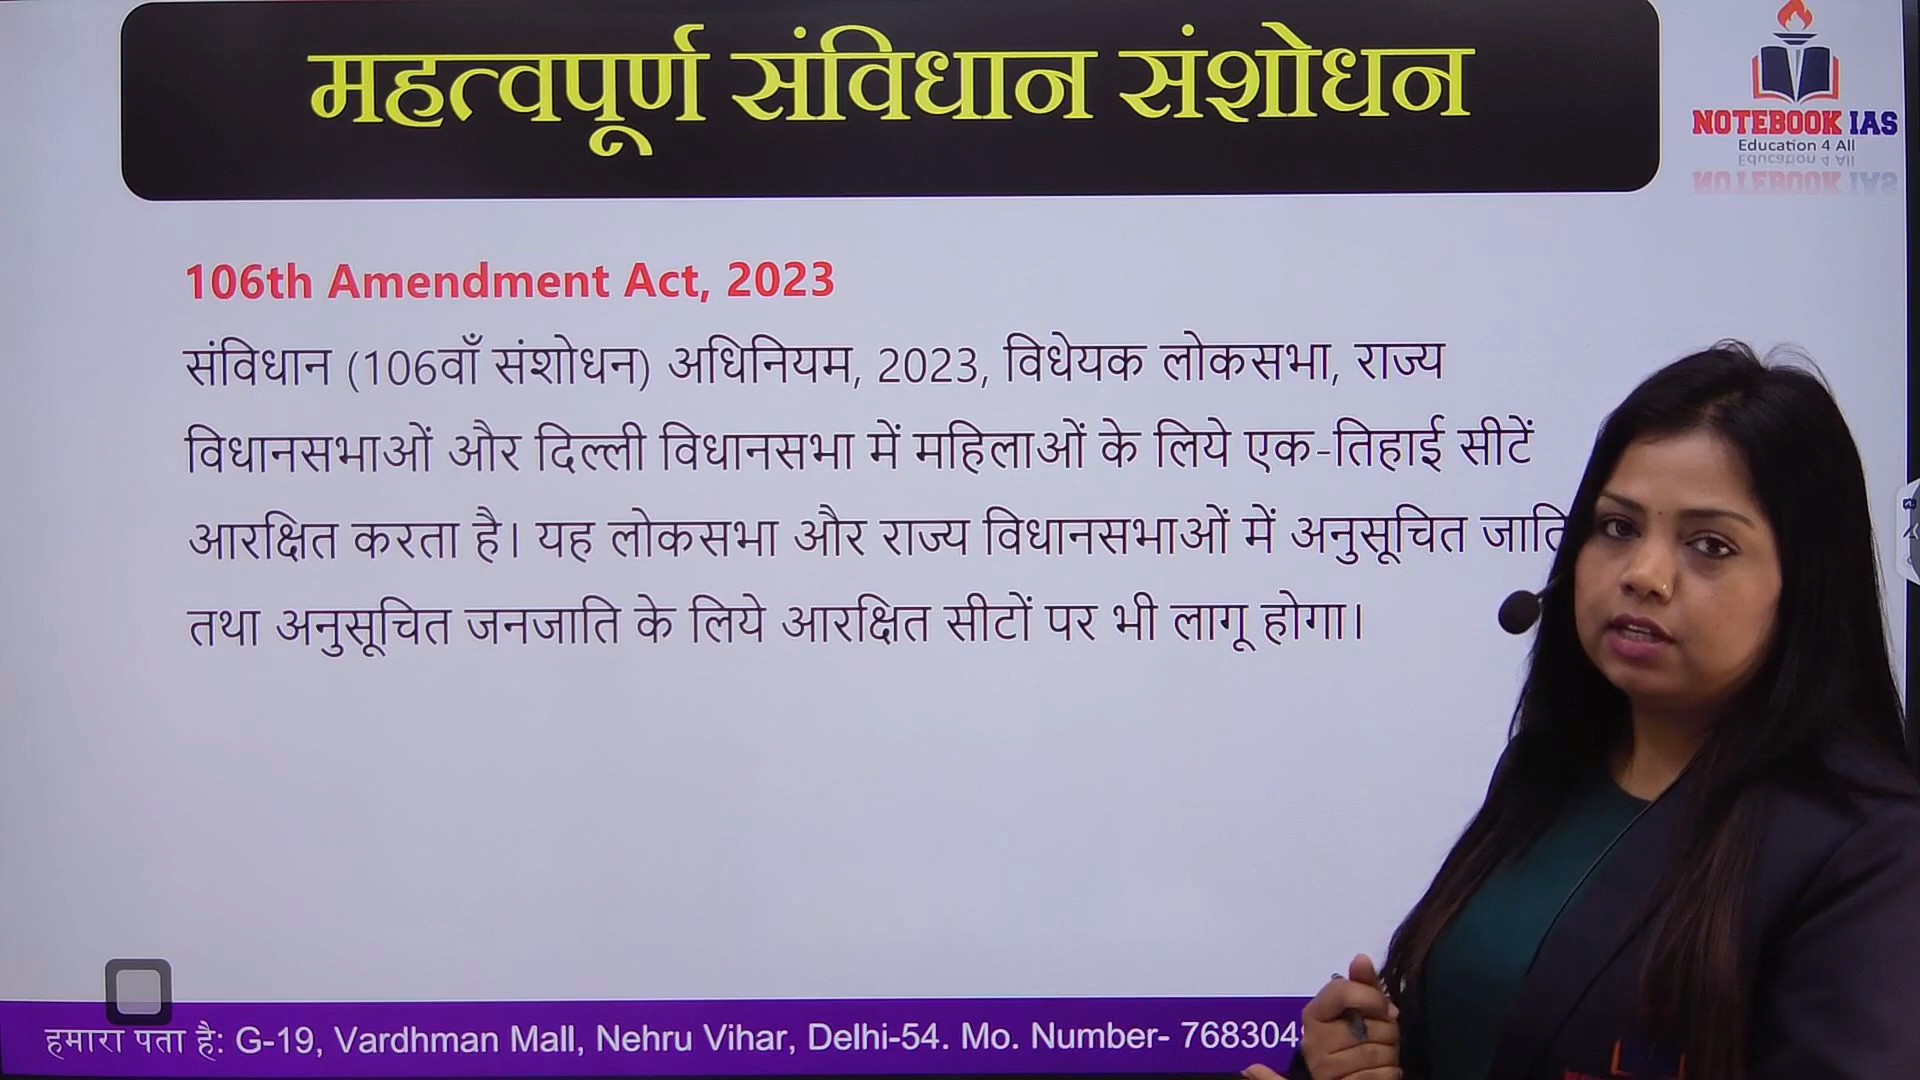 महत्वपूर्ण संविधान संशोधन
NOTEBOOK IAS
Education 4 All
106th Amendment Act, 2023
संविधान (106वाँ संशोधन) अधिनियम, 2023, विधेयक लोकसभा, राज्य
विधानसभाओं और दिल्ली विधानसभा में महिलाओं के लिये एक-तिहाई सीटें
आरक्षित करता है। यह लोकसभा और राज्य विधानसभाओं में अनुसूचित जाति
तथा अनुसूचित जनजाति के लिये आरक्षित सीटों पर भी लागू होगा।
हमारा पता है: G-19, Vardhman Mall, Nehru Vihar, Delhi-54. Mo. Number- 768304